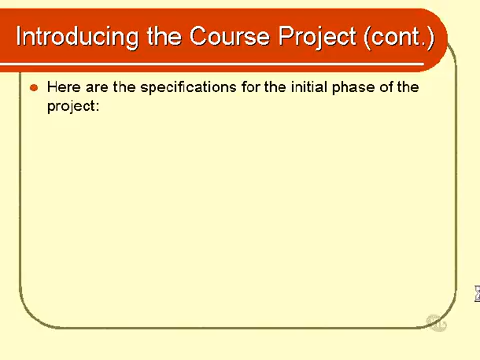 Introducing the Course Project (cont.)
Here are the specifications for the initial phase of the
project: